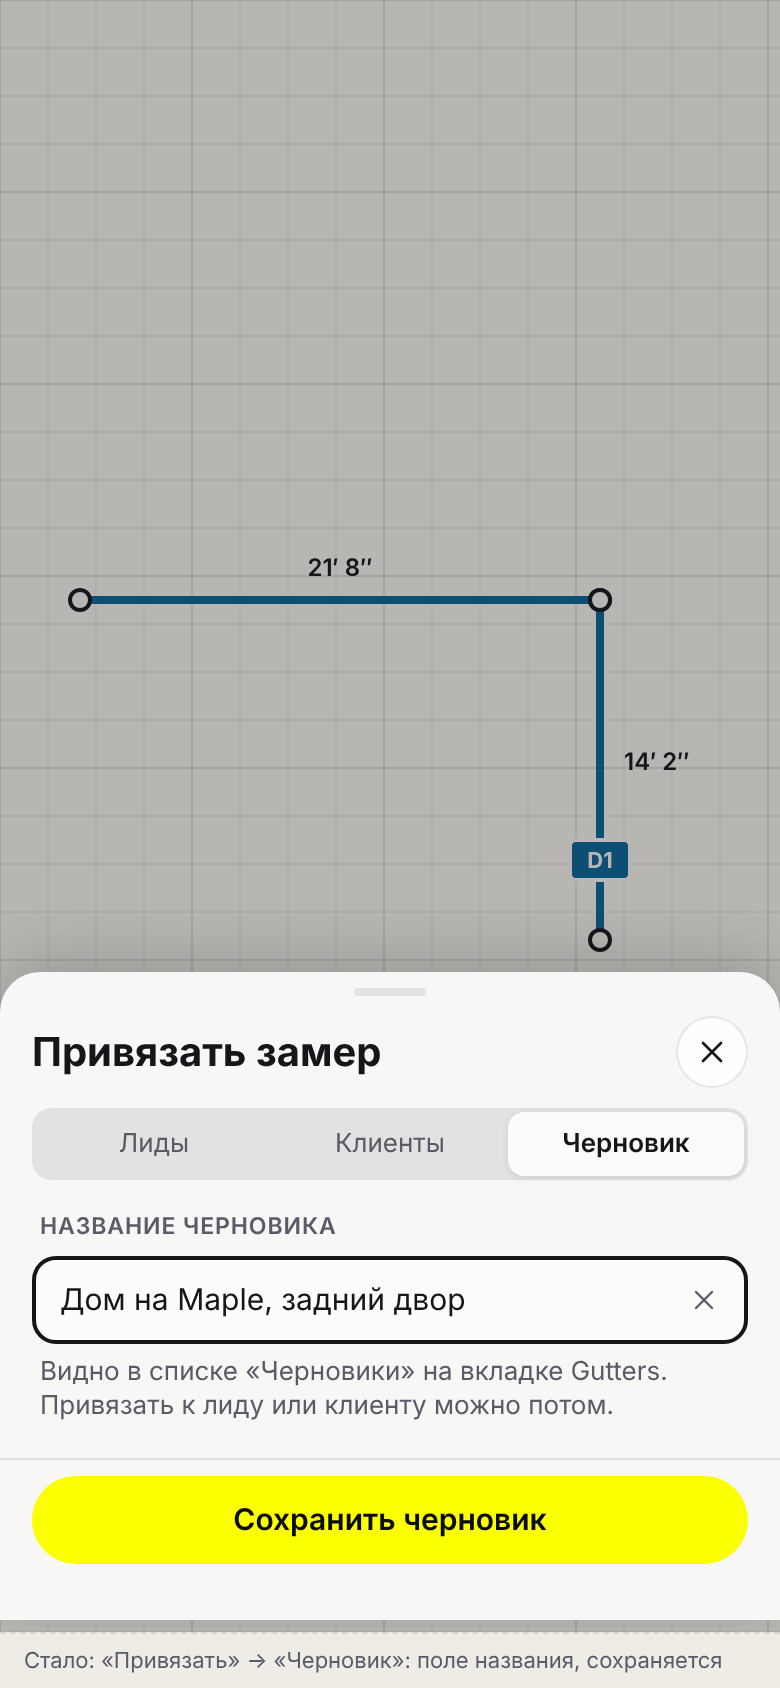 21′ 8″
14′ 2″
D1
Привязать замер
Лиды
Клиенты
Черновик
НАЗВАНИЕ ЧЕРНОВИКА
Дом на Maple, задний двор
Видно в списке «Черновики» на вкладке Gutters.
Привязать к лиду или клиенту можно потом.
Сохранить черновик
Стало: «Привязать» → «Черновик»: поле названия, сохраняется